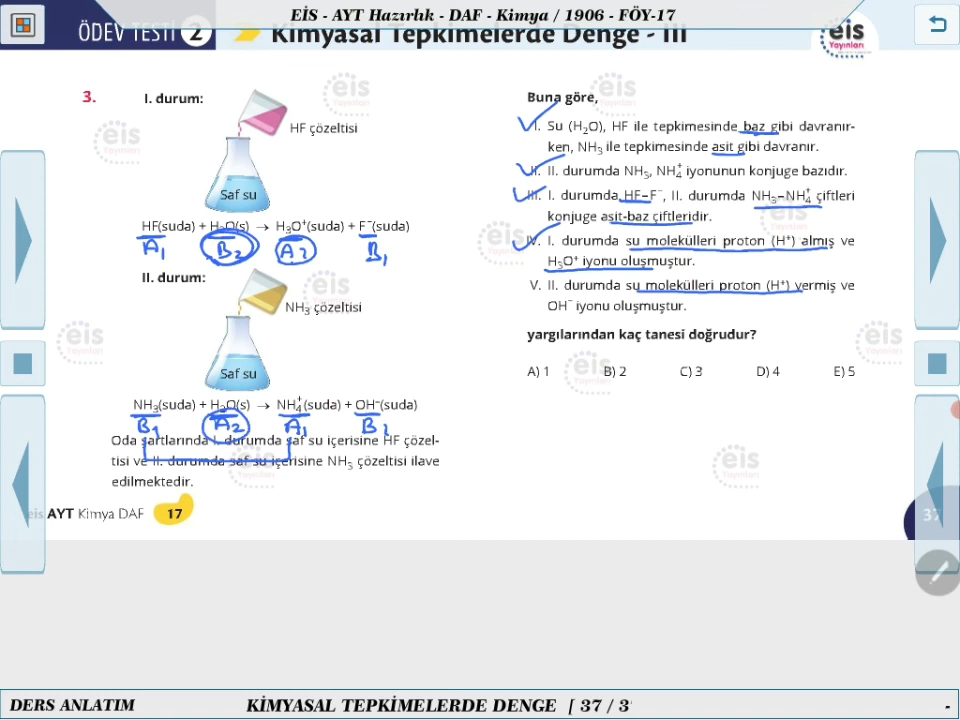 EİS - AYT Hazırlık - DAF - Kimya / 1906 - FÖY-17
ÖDEV TESTİ 2
Kimyasal Tepkimelerde Denge - III
eis
Yayınları
3.
I. durum:
HF çözeltisi
Saf su
HF(suda) + H₂O(s) → H₃O⁺(suda) + F⁻(suda)
A₁ B₂ A₂ B₁
II. durum:
NH₃ çözeltisi
Saf su
NH₃(suda) + H₂O(s) → NH₄⁺(suda) + OH⁻(suda)
B₁ A₂ A₁ B₂
Oda şartlarında I. durumda saf su içerisine HF çözel-
tisi ve II. durumda saf su içerisine NH₃ çözeltisi ilave
edilmektedir.
eis AYT Kimya DAF 17
Buna göre,
I. Su (H₂O), HF ile tepkimesinde baz gibi davranır-
ken, NH₃ ile tepkimesinde asit gibi davranır.
II. II. durumda NH₃, NH₄⁺ iyonunun konjuge bazıdır.
III. I. durumda HF–F⁻, II. durumda NH₃–NH₄⁺ çiftleri
konjuge asit-baz çiftleridir.
IV. I. durumda su molekülleri proton (H⁺) almış ve
H₃O⁺ iyonu oluşmuştur.
V. II. durumda su molekülleri proton (H⁺) vermiş ve
OH⁻ iyonu oluşmuştur.
yargılarından kaç tanesi doğrudur?
A) 1 B) 2 C) 3 D) 4 E) 5
37
DERS ANLATIM
KİMYASAL TEPKİMELERDE DENGE [ 37 / 3
-